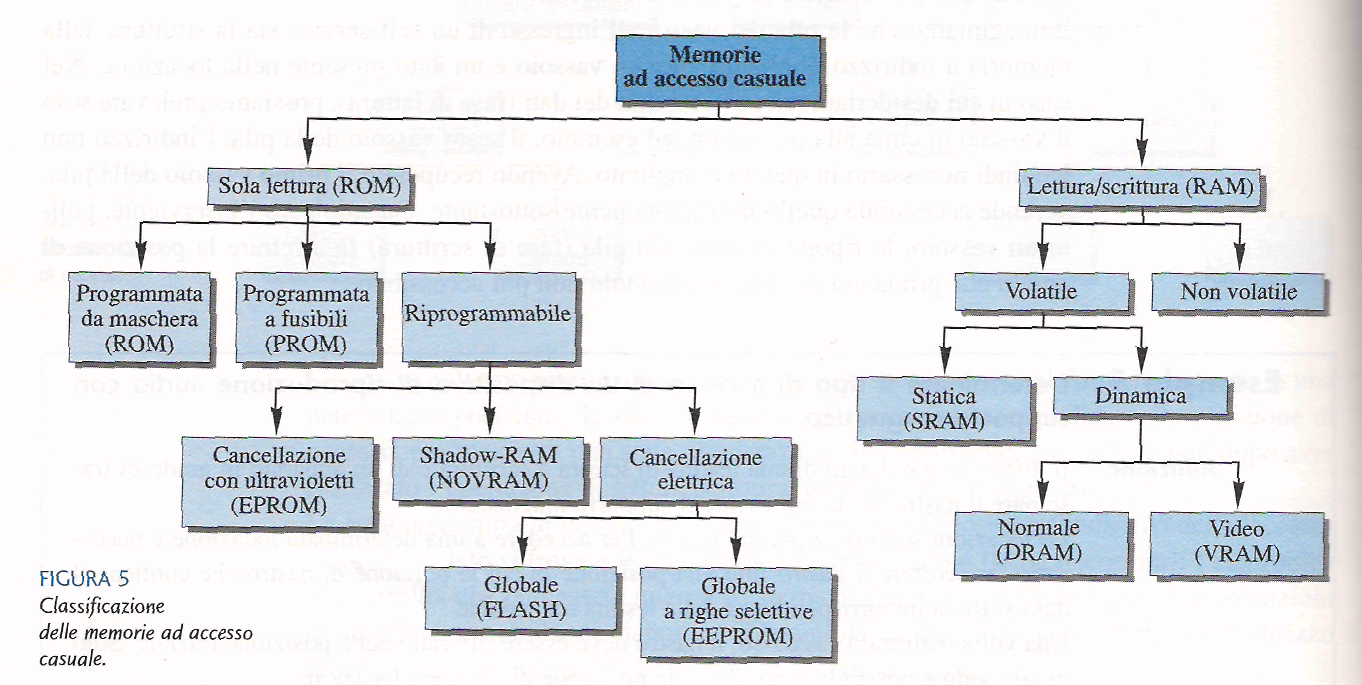 Memorie
ad accesso casuale
Sola lettura (ROM)
Lettura/scrittura (RAM)
Programmata
da maschera
(ROM)
Programmata
a fusibili
(PROM)
Riprogrammabile
Volatile
Non volatile
Statica
(SRAM)
Dinamica
Cancellazione
con ultravioletti
(EPROM)
Shadow-RAM
(NOVRAM)
Cancellazione
elettrica
Normale
(DRAM)
Video
(VRAM)
Globale
(FLASH)
Globale
a righe selettive
(EEPROM)
FIGURA 5
Classificazione
delle memorie ad accesso
casuale.